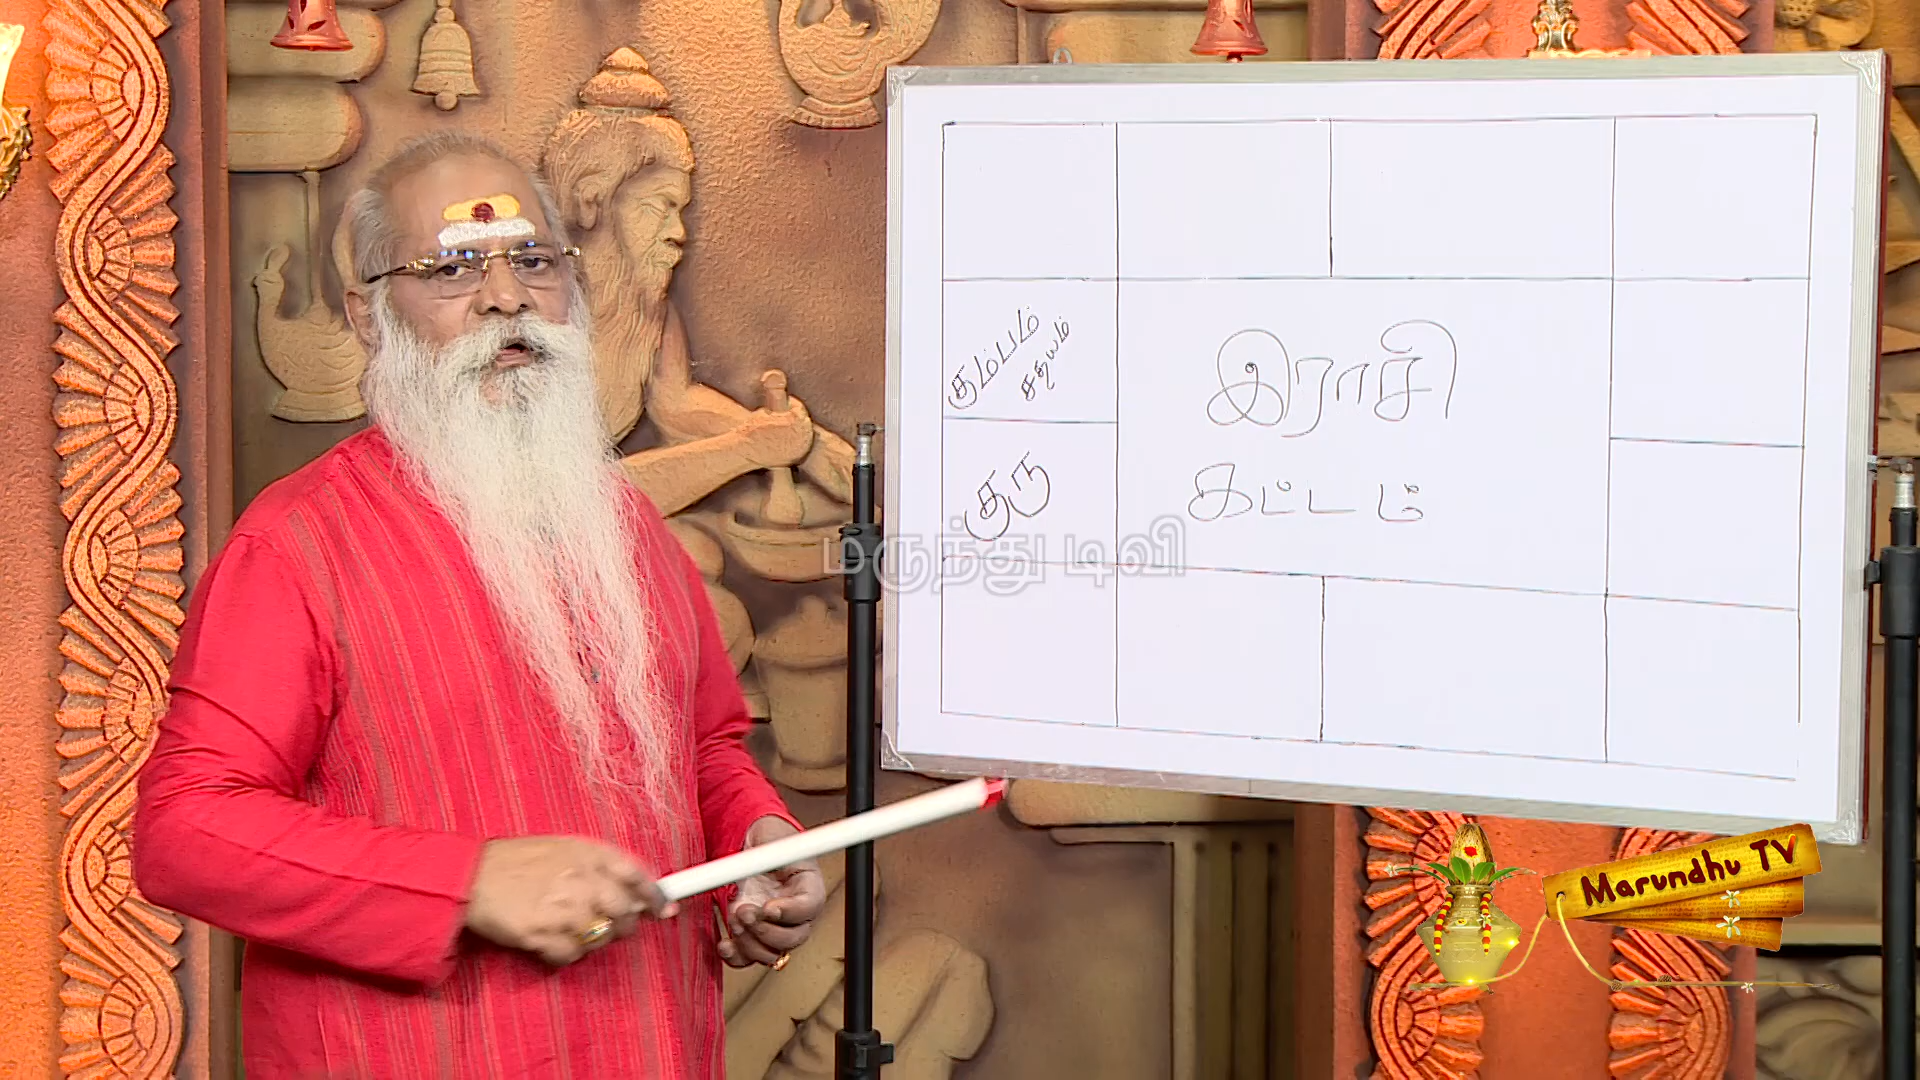 கும்பம்
சதயம்
இராசி
குரு
கட்டம்
மருந்து டிவி
Marundhu TV